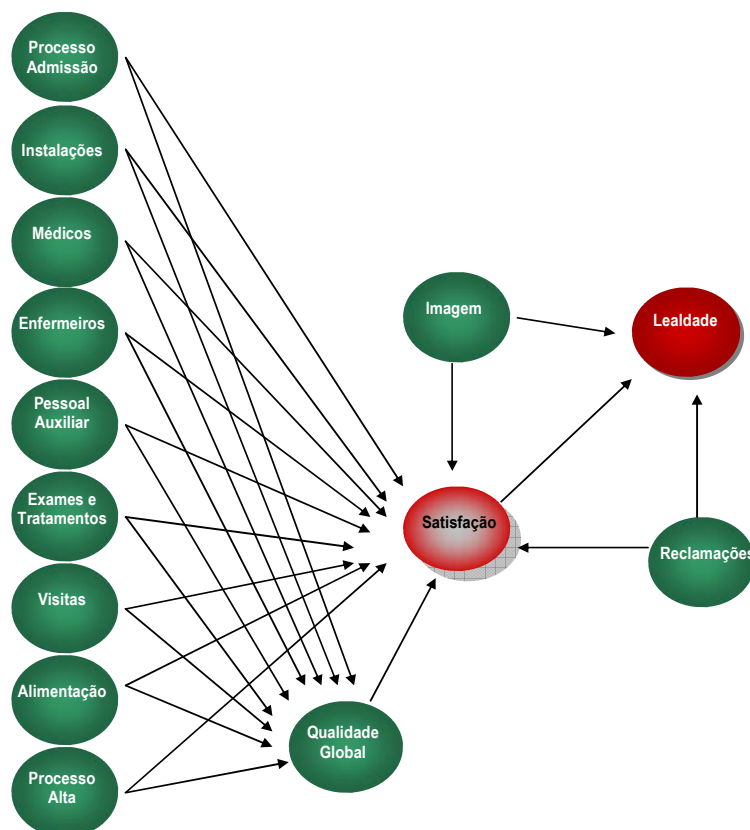 Processo
Admissão
Instalações
Médicos
Enfermeiros
Pessoal
Auxiliar
Exames e
Tratamentos
Visitas
Alimentação
Processo
Alta
Imagem
Lealdade
Satisfação
Reclamações
Qualidade
Global